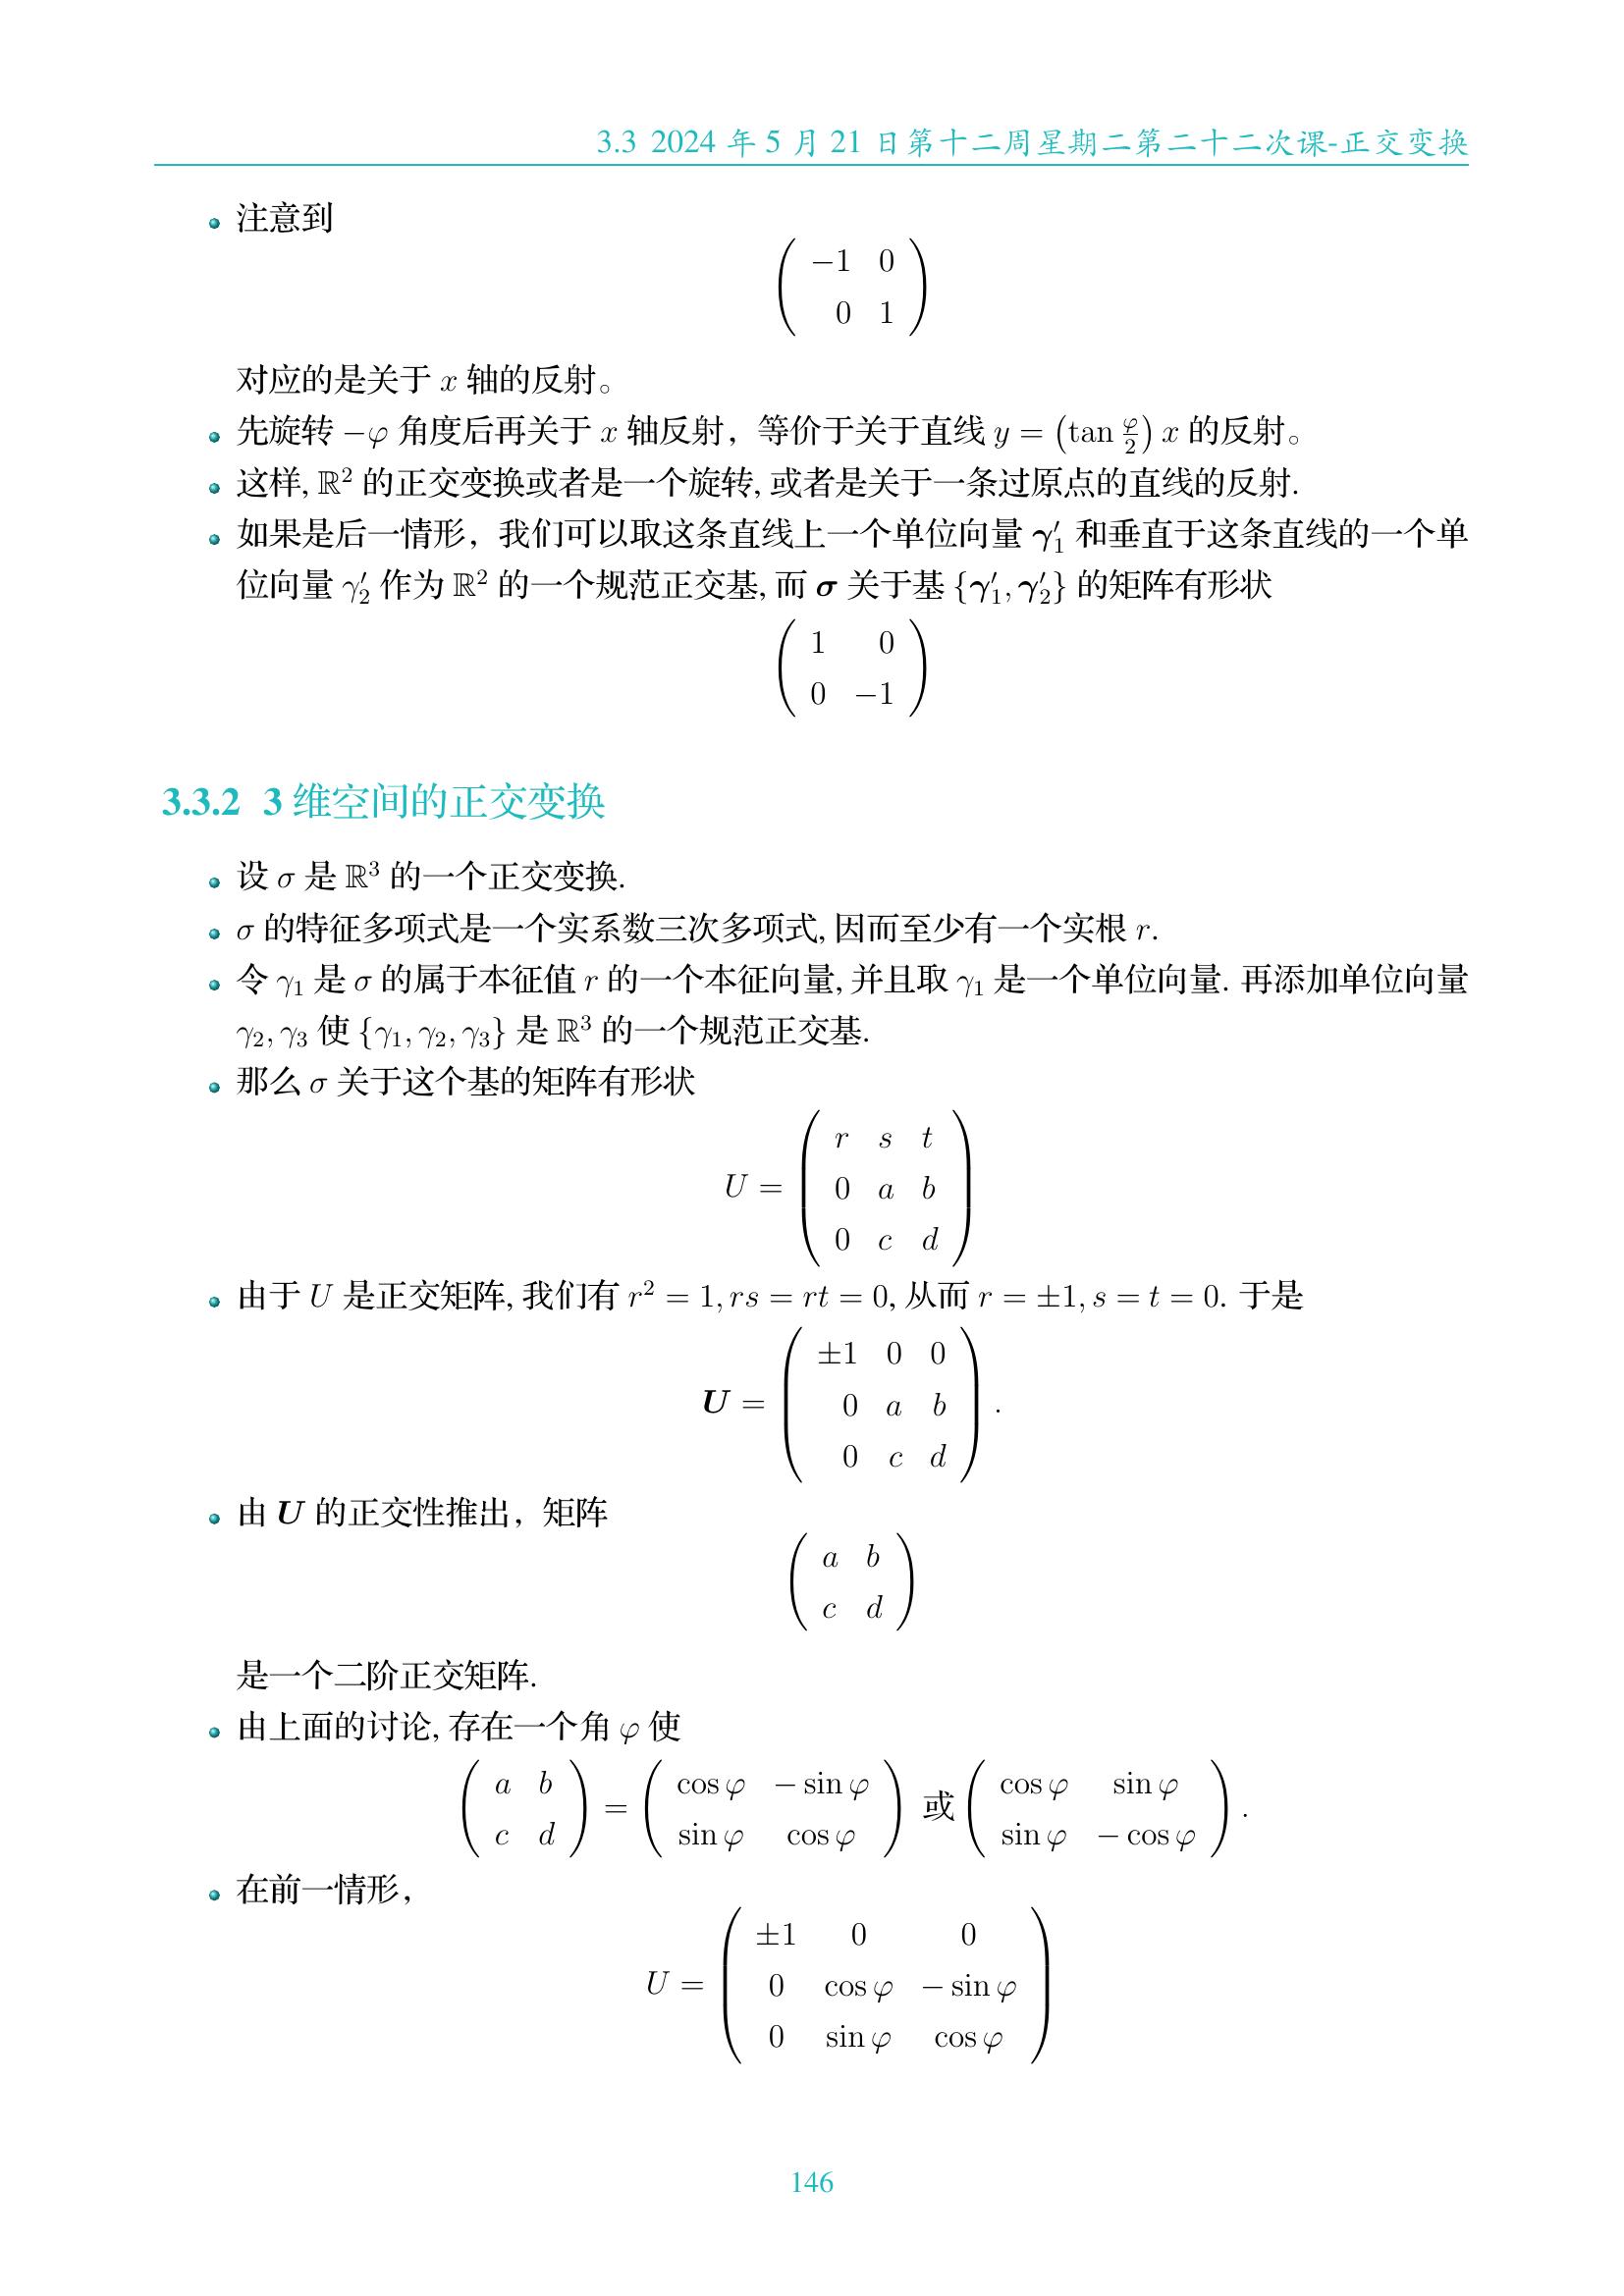 3.3 2024 年 5 月 21 日第十二周星期二第二十二次课-正交变换
• 注意到
$\begin{pmatrix} -1 & 0 \\ 0 & 1 \end{pmatrix}$
对应的是关于 $x$ 轴的反射。
• 先旋转 $-\varphi$ 角度后再关于 $x$ 轴反射，等价于关于直线 $y = \left(\tan \frac{\varphi}{2}\right) x$ 的反射。
• 这样, $\mathbb{R}^2$ 的正交变换或者是一个旋转, 或者是关于一条过原点的直线的反射.
• 如果是后一情形，我们可以取这条直线上一个单位向量 $\boldsymbol{\gamma}_1'$ 和垂直于这条直线的一个单
位向量 $\gamma_2'$ 作为 $\mathbb{R}^2$ 的一个规范正交基, 而 $\boldsymbol{\sigma}$ 关于基 $\{\boldsymbol{\gamma}_1', \boldsymbol{\gamma}_2'\}$ 的矩阵有形状
$\begin{pmatrix} 1 & 0 \\ 0 & -1 \end{pmatrix}$
3.3.2 3 维空间的正交变换
• 设 $\sigma$ 是 $\mathbb{R}^3$ 的一个正交变换.
• $\sigma$ 的特征多项式是一个实系数三次多项式, 因而至少有一个实根 $r$.
• 令 $\gamma_1$ 是 $\sigma$ 的属于本征值 $r$ 的一个本征向量, 并且取 $\gamma_1$ 是一个单位向量. 再添加单位向量
$\gamma_2, \gamma_3$ 使 $\{\gamma_1, \gamma_2, \gamma_3\}$ 是 $\mathbb{R}^3$ 的一个规范正交基.
• 那么 $\sigma$ 关于这个基的矩阵有形状
$U = \begin{pmatrix} r & s & t \\ 0 & a & b \\ 0 & c & d \end{pmatrix}$
• 由于 $U$ 是正交矩阵, 我们有 $r^2 = 1, rs = rt = 0$, 从而 $r = \pm 1, s = t = 0$. 于是
$\boldsymbol{U} = \begin{pmatrix} \pm 1 & 0 & 0 \\ 0 & a & b \\ 0 & c & d \end{pmatrix}.$
• 由 $\boldsymbol{U}$ 的正交性推出，矩阵
$\begin{pmatrix} a & b \\ c & d \end{pmatrix}$
是一个二阶正交矩阵.
• 由上面的讨论, 存在一个角 $\varphi$ 使
$\begin{pmatrix} a & b \\ c & d \end{pmatrix} = \begin{pmatrix} \cos\varphi & -\sin\varphi \\ \sin\varphi & \cos\varphi \end{pmatrix}$ 或 $\begin{pmatrix} \cos\varphi & \sin\varphi \\ \sin\varphi & -\cos\varphi \end{pmatrix}.$
• 在前一情形，
$U = \begin{pmatrix} \pm 1 & 0 & 0 \\ 0 & \cos\varphi & -\sin\varphi \\ 0 & \sin\varphi & \cos\varphi \end{pmatrix}$
146